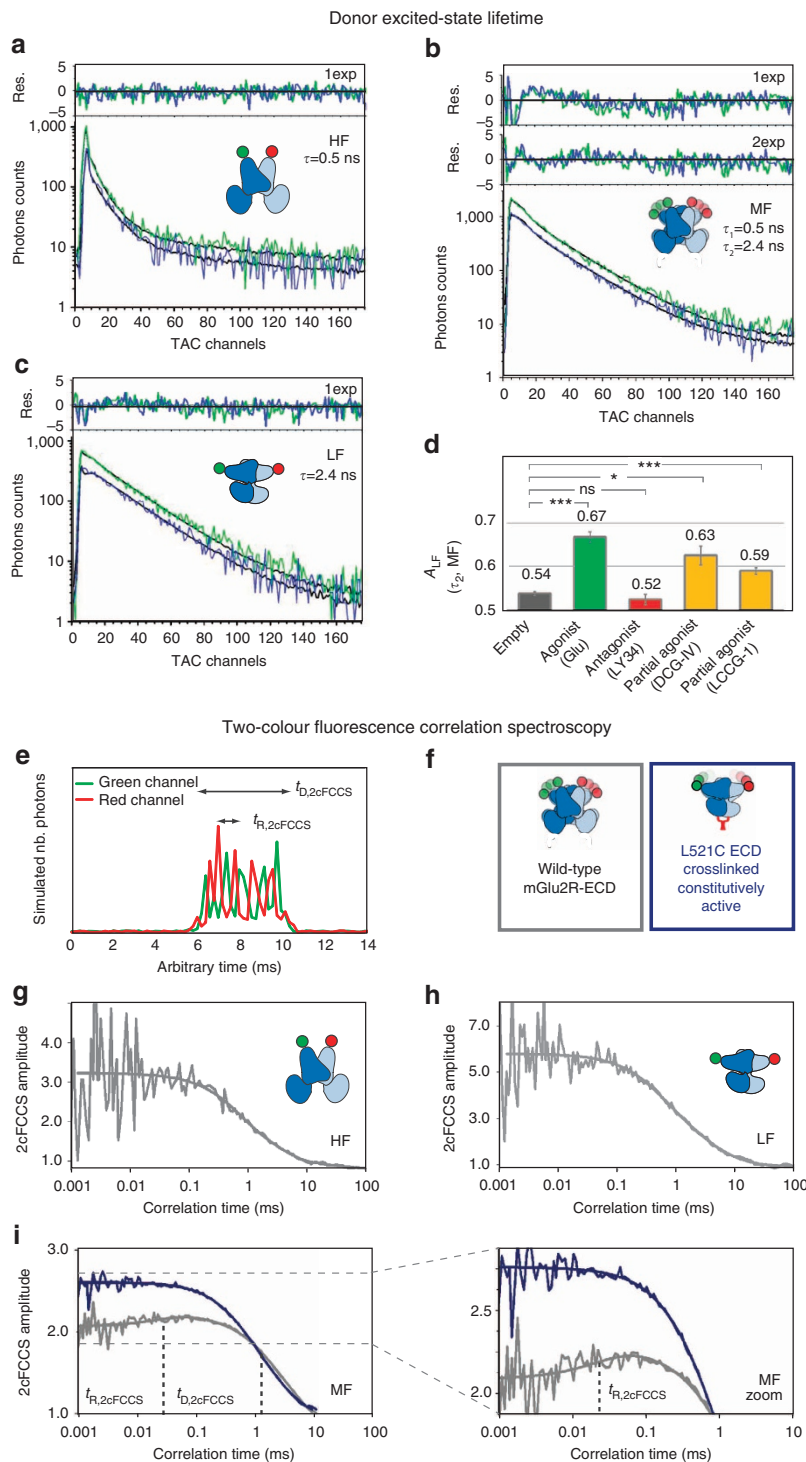 Donor excited-state lifetime
a
Res.
5
0
–5
1exp
Photons counts
1,000
100
10
1
HF
τ=0.5 ns
0 20 40 60 80 100 120 140 160
TAC channels
b
Res.
5
0
–5
1exp
5
0
–5
2exp
Photons counts
1,000
100
10
1
MF
τ1=0.5 ns
τ2=2.4 ns
0 20 40 60 80 100 120 140 160
TAC channels
c
Res.
5
0
–5
1exp
Photons counts
1,000
100
10
1
LF
τ=2.4 ns
0 20 40 60 80 100 120 140 160
TAC channels
d
***
*
ns
***
ALF
(τ2, MF)
0.7
0.6
0.5
0.54
0.67
0.52
0.63
0.59
Empty
Agonist
(Glu)
Antagonist
(LY34)
Partial agonist
(DCG-IV)
Partial agonist
(LCCG-1)
Two-colour fluorescence correlation spectroscopy
e
Simulated nb. photons
Green channel
Red channel
tD,2cFCCS
tR,2cFCCS
0 2 4 6 8 10 12 14
Arbitrary time (ms)
f
Wild-type
mGlu2R-ECD
L521C ECD
crosslinked
constitutively
active
g
2cFCCS amplitude
4.0
3.0
2.0
1.0
HF
0.001 0.01 0.1 1 10 100
Correlation time (ms)
h
2cFCCS amplitude
7.0
5.0
3.0
1.0
LF
0.001 0.01 0.1 1 10 100
Correlation time (ms)
i
2cFCCS amplitude
3.0
2.0
1.0
tR,2cFCCS
tD,2cFCCS
MF
0.001 0.01 0.1 1 10 100
Correlation time (ms)
2.5
2.0
tR,2cFCCS
MF
zoom
0.001 0.01 0.1 1 10
Correlation time (ms)